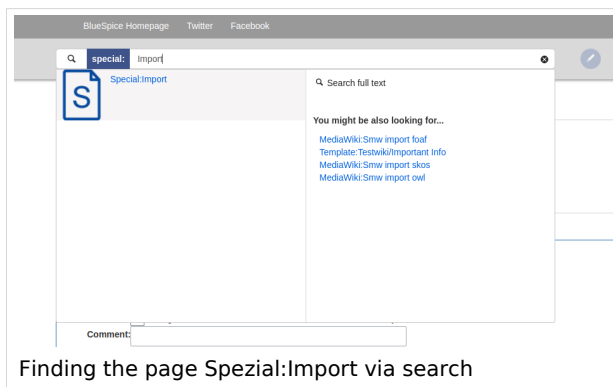 BlueSpice Homepage Twitter Facebook
special: Import
S Special:Import
Search full text
You might be also looking for...
MediaWiki:Smw import foaf
Template:Testwiki/Important Info
MediaWiki:Smw import skos
MediaWiki:Smw import owl
Comment:
Finding the page Spezial:Import via search